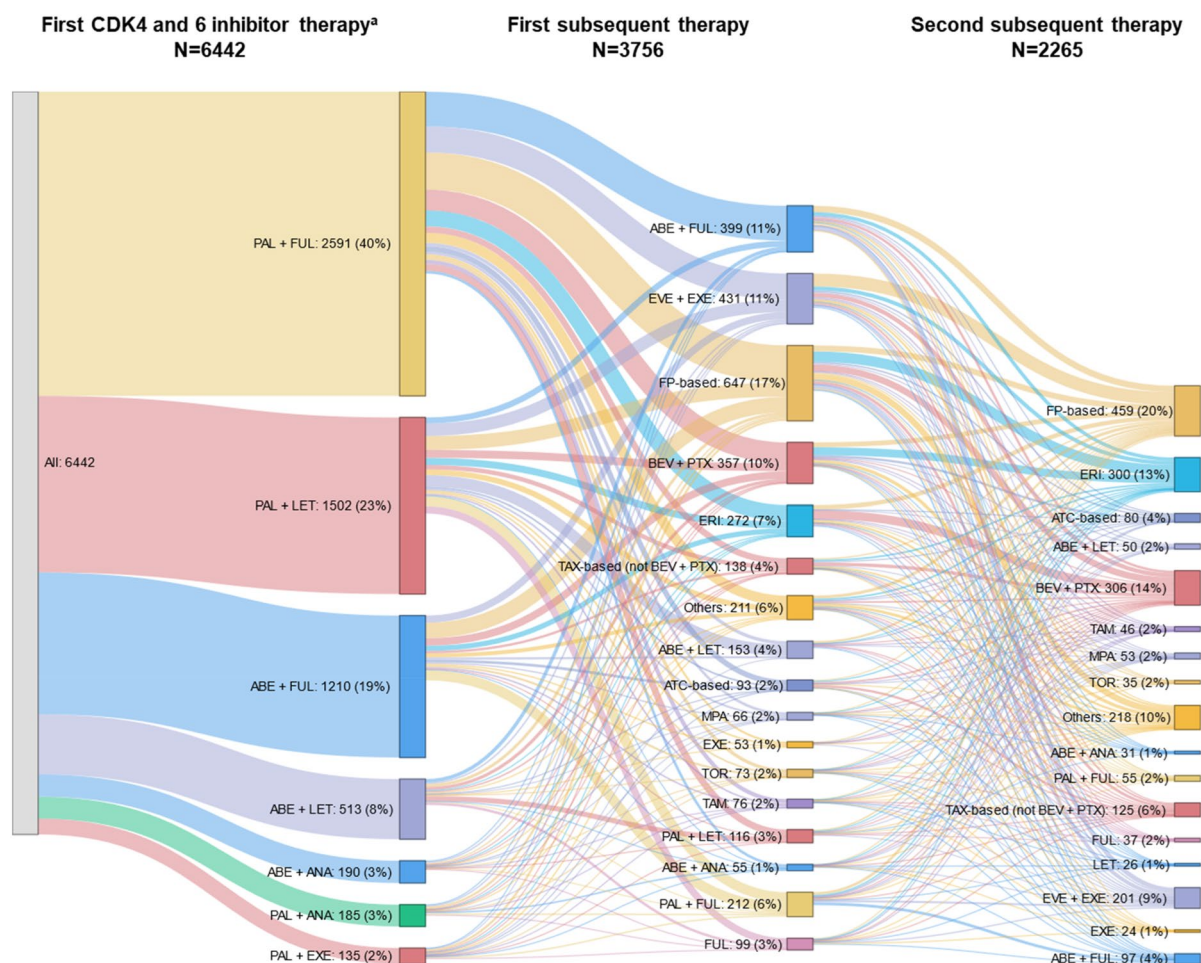 First CDK4 and 6 inhibitor therapyª
N=6442
First subsequent therapy
N=3756
Second subsequent therapy
N=2265
All: 6442
PAL + FUL: 2591 (40%)
PAL + LET: 1502 (23%)
ABE + FUL: 1210 (19%)
ABE + LET: 513 (8%)
ABE + ANA: 190 (3%)
PAL + ANA: 185 (3%)
PAL + EXE: 135 (2%)
ABE + FUL: 399 (11%)
EVE + EXE: 431 (11%)
FP-based: 647 (17%)
BEV + PTX: 357 (10%)
ERI: 272 (7%)
TAX-based (not BEV + PTX): 138 (4%)
Others: 211 (6%)
ABE + LET: 153 (4%)
ATC-based: 93 (2%)
MPA: 66 (2%)
EXE: 53 (1%)
TOR: 73 (2%)
TAM: 76 (2%)
PAL + LET: 116 (3%)
ABE + ANA: 55 (1%)
PAL + FUL: 212 (6%)
FUL: 99 (3%)
FP-based: 459 (20%)
ERI: 300 (13%)
ATC-based: 80 (4%)
ABE + LET: 50 (2%)
BEV + PTX: 306 (14%)
TAM: 46 (2%)
MPA: 53 (2%)
TOR: 35 (2%)
Others: 218 (10%)
ABE + ANA: 31 (1%)
PAL + FUL: 55 (2%)
TAX-based (not BEV + PTX): 125 (6%)
FUL: 37 (2%)
LET: 26 (1%)
EVE + EXE: 201 (9%)
EXE: 24 (1%)
ABE + FUL: 97 (4%)